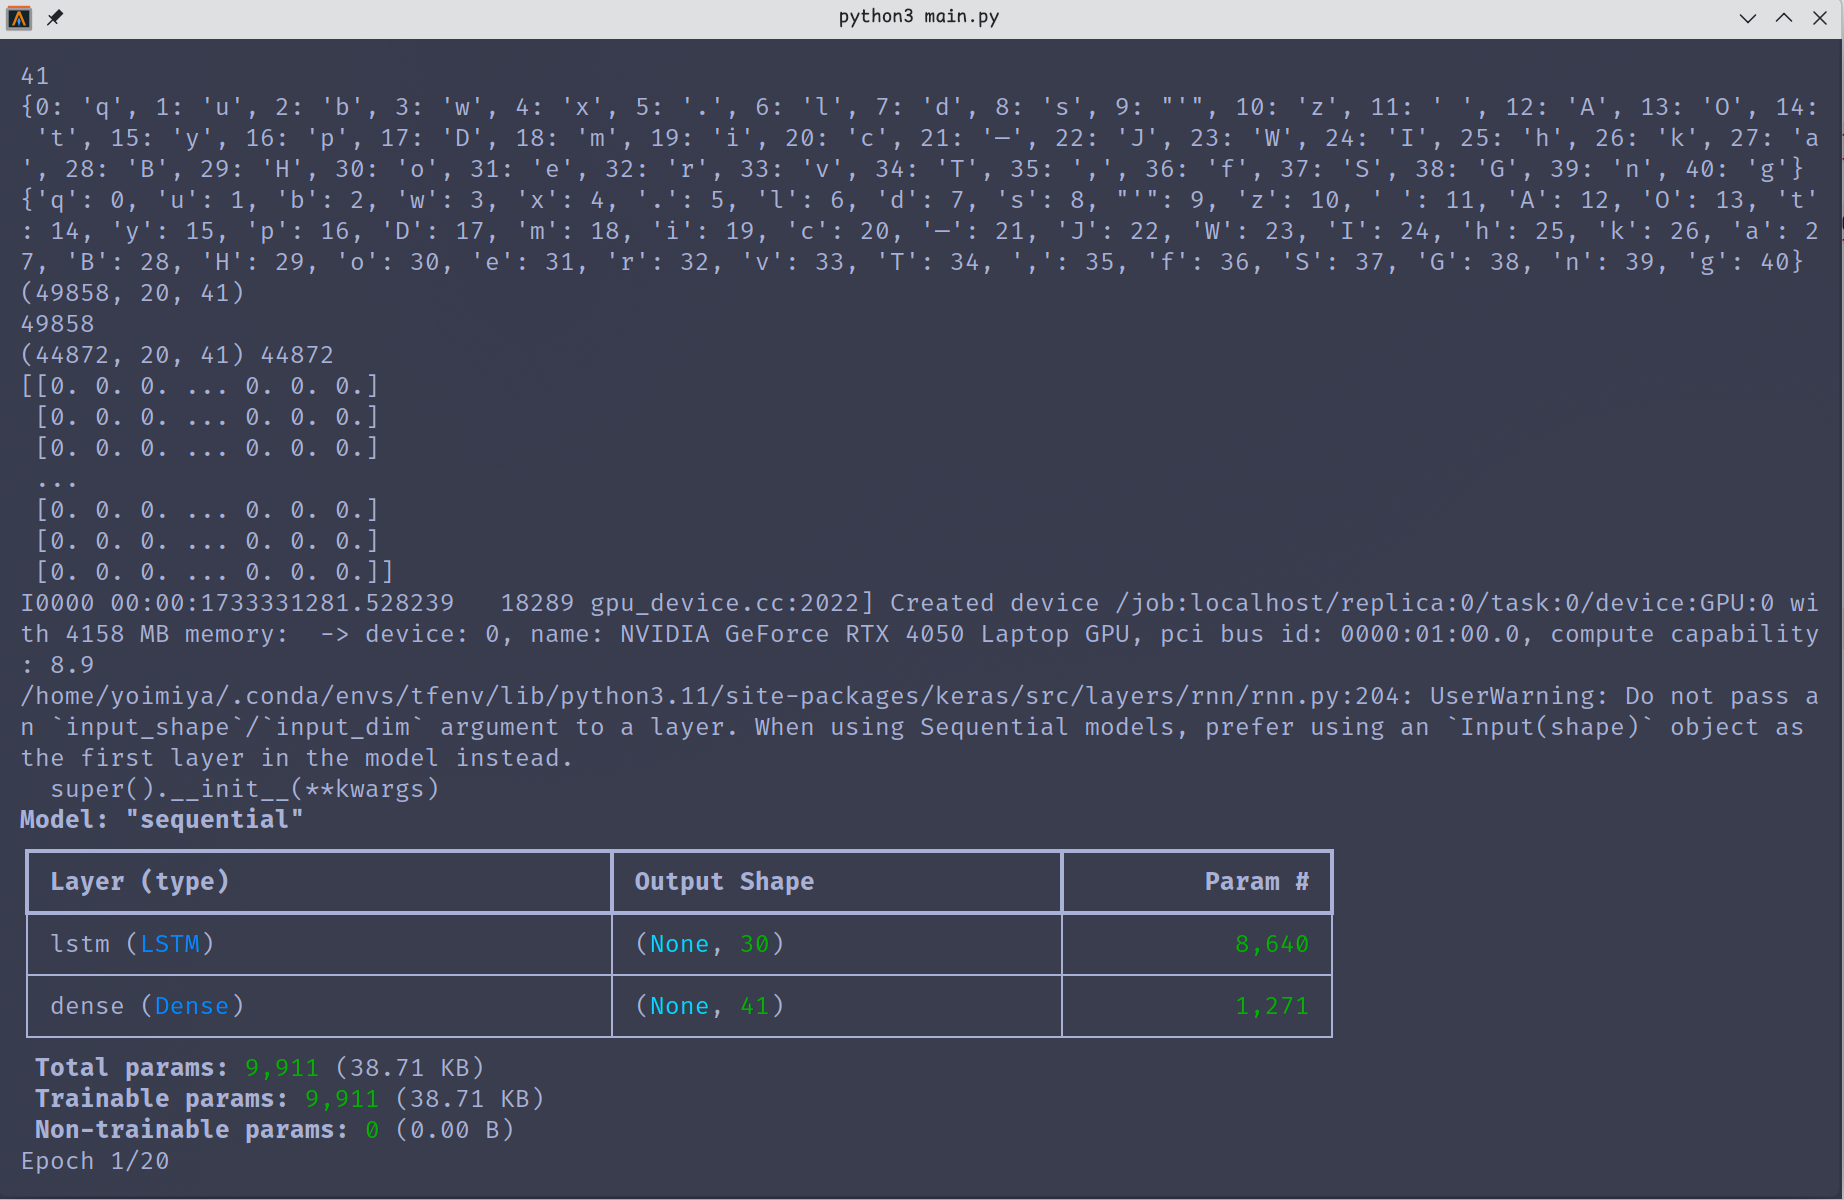 python3 main.py
41
{0: 'q', 1: 'u', 2: 'b', 3: 'w', 4: 'x', 5: '.', 6: 'l', 7: 'd', 8: 's', 9: "'", 10: 'z', 11: ' ', 12: 'A', 13: 'O', 14:
 't', 15: 'y', 16: 'p', 17: 'D', 18: 'm', 19: 'i', 20: 'c', 21: '—', 22: 'J', 23: 'W', 24: 'I', 25: 'h', 26: 'k', 27: 'a
', 28: 'B', 29: 'H', 30: 'o', 31: 'e', 32: 'r', 33: 'v', 34: 'T', 35: ',', 36: 'f', 37: 'S', 38: 'G', 39: 'n', 40: 'g'}
{'q': 0, 'u': 1, 'b': 2, 'w': 3, 'x': 4, '.': 5, 'l': 6, 'd': 7, 's': 8, "'": 9, 'z': 10, ' ': 11, 'A': 12, 'O': 13, 't'
: 14, 'y': 15, 'p': 16, 'D': 17, 'm': 18, 'i': 19, 'c': 20, '—': 21, 'J': 22, 'W': 23, 'I': 24, 'h': 25, 'k': 26, 'a': 2
7, 'B': 28, 'H': 29, 'o': 30, 'e': 31, 'r': 32, 'v': 33, 'T': 34, ',': 35, 'f': 36, 'S': 37, 'G': 38, 'n': 39, 'g': 40}
(49858, 20, 41)
49858
(44872, 20, 41) 44872
[[0. 0. 0. ... 0. 0. 0.]
 [0. 0. 0. ... 0. 0. 0.]
 [0. 0. 0. ... 0. 0. 0.]
 ...
 [0. 0. 0. ... 0. 0. 0.]
 [0. 0. 0. ... 0. 0. 0.]
 [0. 0. 0. ... 0. 0. 0.]]
I0000 00:00:1733331281.528239   18289 gpu_device.cc:2022] Created device /job:localhost/replica:0/task:0/device:GPU:0 wi
th 4158 MB memory:  -> device: 0, name: NVIDIA GeForce RTX 4050 Laptop GPU, pci bus id: 0000:01:00.0, compute capability
: 8.9
/home/yoimiya/.conda/envs/tfenv/lib/python3.11/site-packages/keras/src/layers/rnn/rnn.py:204: UserWarning: Do not pass a
n `input_shape`/`input_dim` argument to a layer. When using Sequential models, prefer using an `Input(shape)` object as
the first layer in the model instead.
  super().__init__(**kwargs)
Model: "sequential"
Layer (type) Output Shape Param #
lstm (LSTM) (None, 30) 8,640
dense (Dense) (None, 41) 1,271
Total params: 9,911 (38.71 KB)
Trainable params: 9,911 (38.71 KB)
Non-trainable params: 0 (0.00 B)
Epoch 1/20